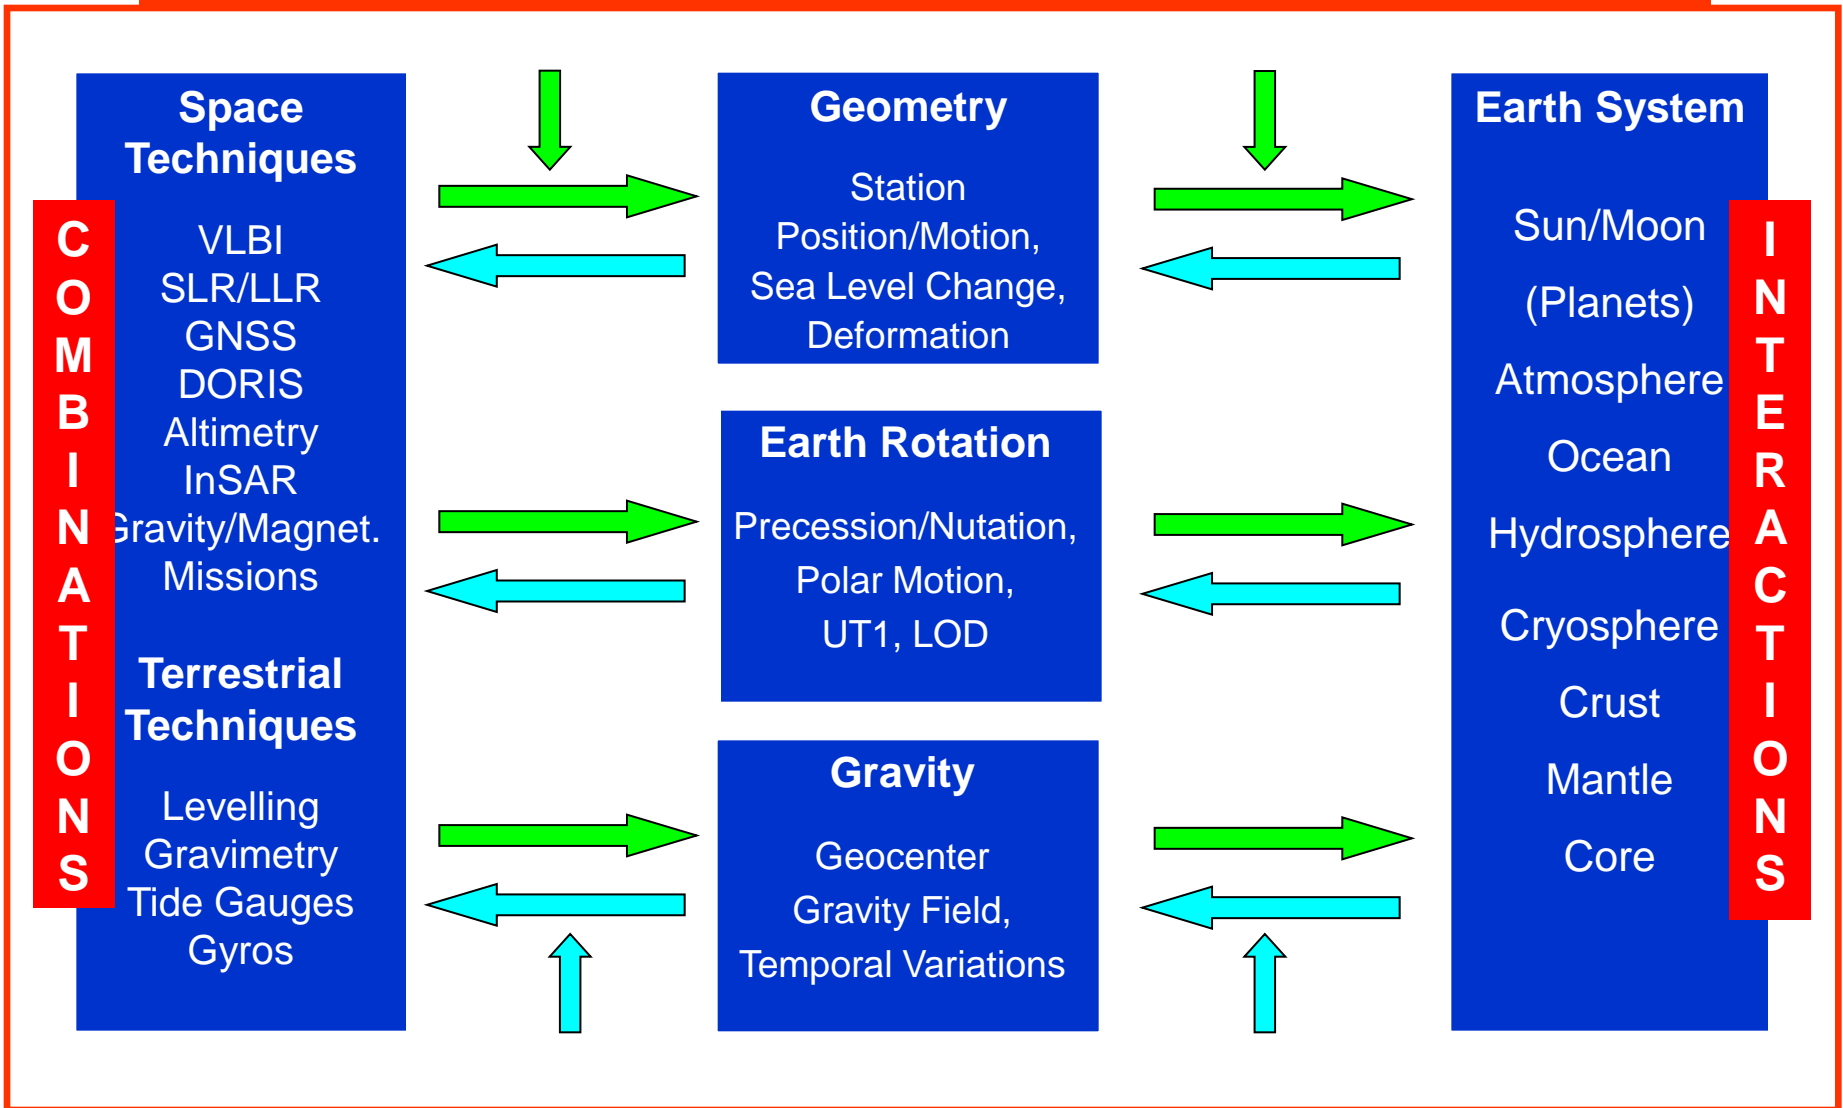 COMBINATIONS
Space
Techniques
VLBI
SLR/LLR
GNSS
DORIS
Altimetry
InSAR
Gravity/Magnet.
Missions
Terrestrial
Techniques
Levelling
Gravimetry
Tide Gauges
Gyros
Geometry
Station
Position/Motion,
Sea Level Change,
Deformation
Earth Rotation
Precession/Nutation,
Polar Motion,
UT1, LOD
Gravity
Geocenter
Gravity Field,
Temporal Variations
Earth System
Sun/Moon
(Planets)
Atmosphere
Ocean
Hydrosphere
Cryosphere
Crust
Mantle
Core
INTERACTIONS